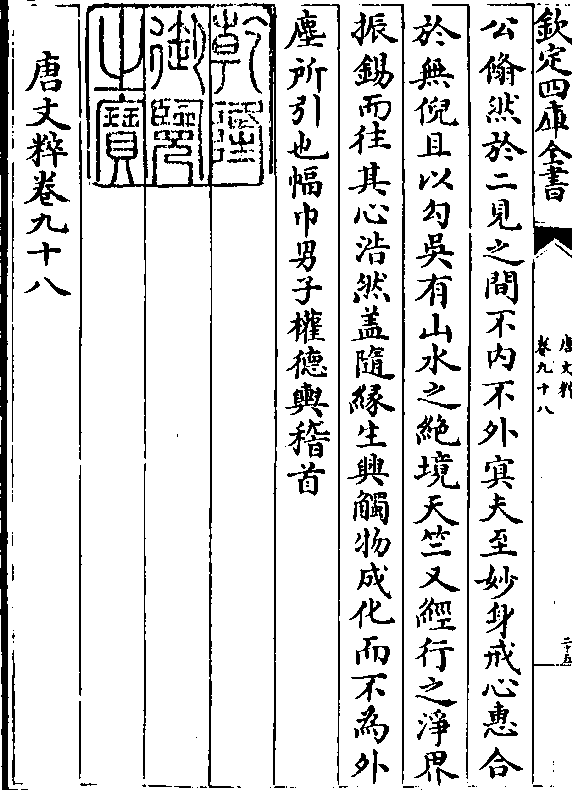 欽定四庫全書
唐文粹
卷九十八
二十五
公翛然於二見之間不内不外寘夫至妙身戒心惠合
於無倪且以勾吳有山水之絶境天竺又經行之淨界
振錫而往其心浩然盖隨緣生興觸物成化而不為外
塵所引也幅巾男子權德輿稽首
乾隆
御覽
之寶
唐文粹卷九十八